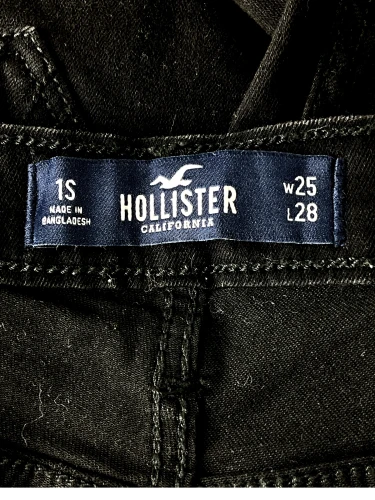 1S
MADE IN
BANGLADESH
HOLLISTER
CALIFORNIA
W25
L28